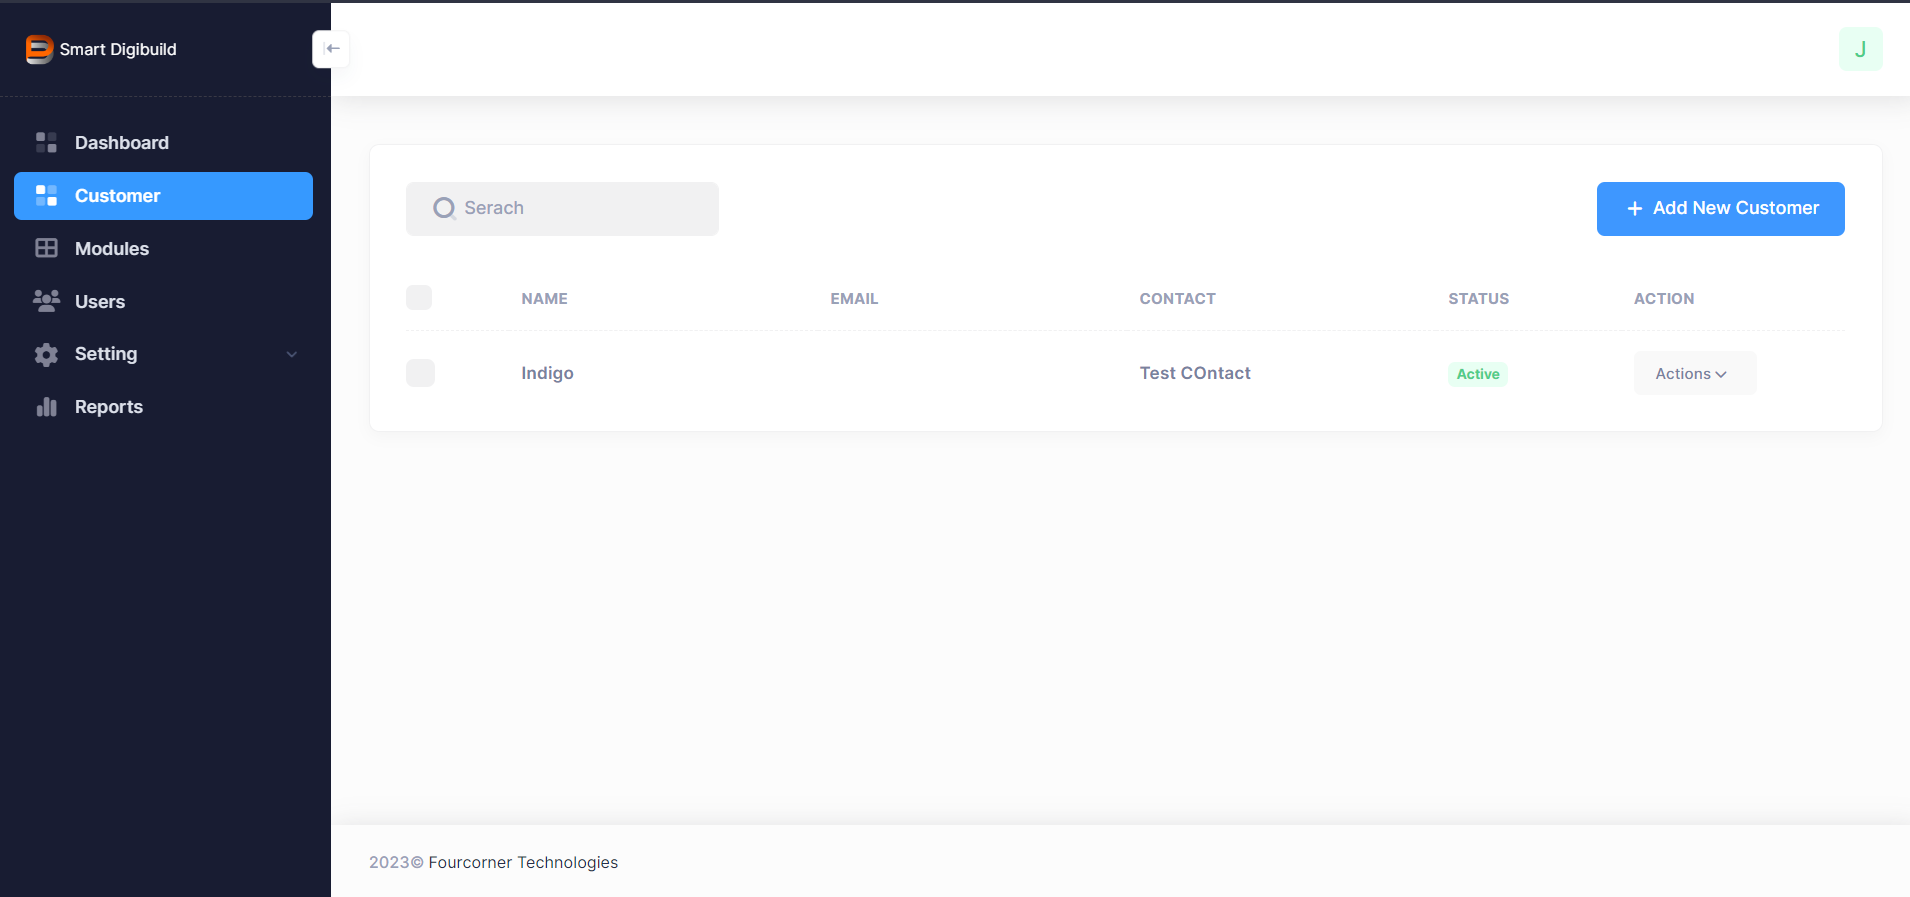 Smart Digibuild
J
Dashboard
Customer
Modules
Users
Setting
Reports
Serach
Add New Customer
NAME EMAIL CONTACT STATUS ACTION
Indigo Test COntact Active Actions
2023© Fourcorner Technologies